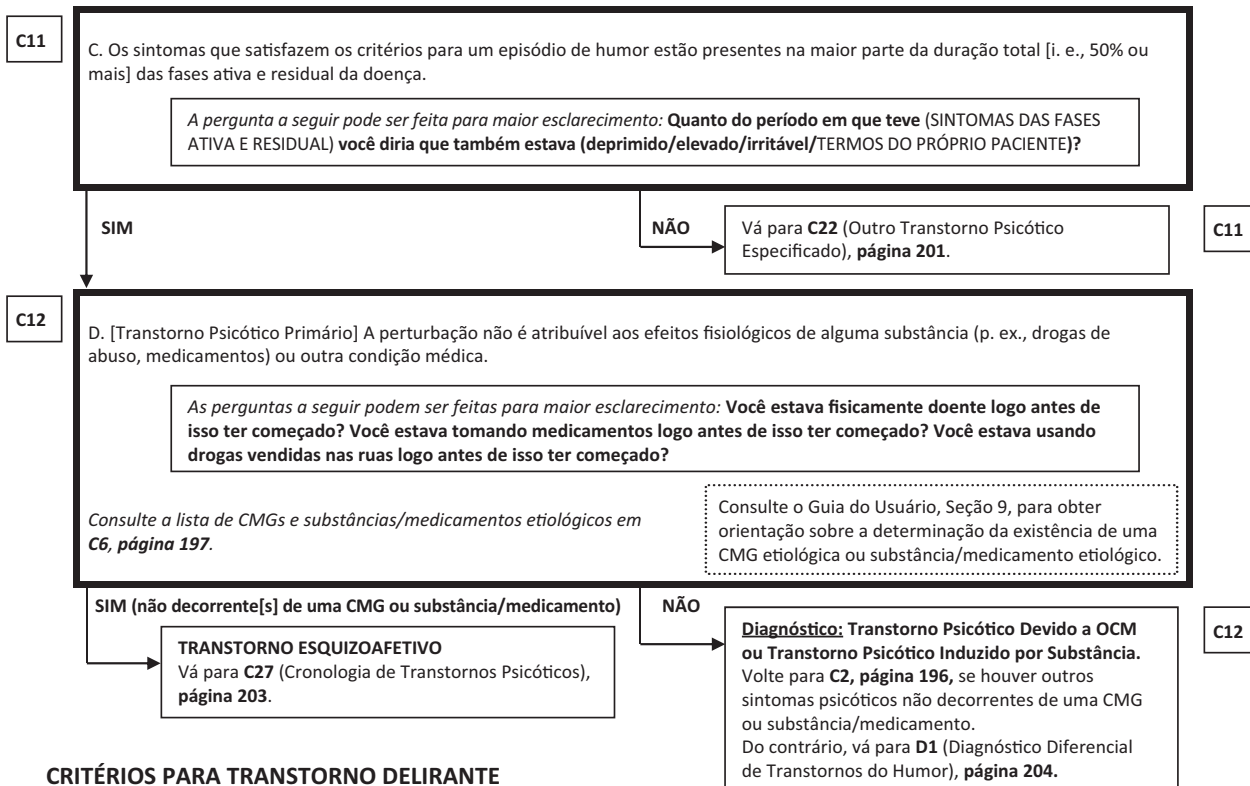 C11
C. Os sintomas que satisfazem os critérios para um episódio de humor estão presentes na maior parte da duração total [i. e., 50% ou
mais] das fases ativa e residual da doença.
A pergunta a seguir pode ser feita para maior esclarecimento: Quanto do período em que teve (SINTOMAS DAS FASES
ATIVA E RESIDUAL) você diria que também estava (deprimido/elevado/irritável/TERMOS DO PRÓPRIO PACIENTE)?
SIM
NÃO
Vá para C22 (Outro Transtorno Psicótico
Especificado), página 201.
C11
C12
D. [Transtorno Psicótico Primário] A perturbação não é atribuível aos efeitos fisiológicos de alguma substância (p. ex., drogas de
abuso, medicamentos) ou outra condição médica.
As perguntas a seguir podem ser feitas para maior esclarecimento: Você estava fisicamente doente logo antes de
isso ter começado? Você estava tomando medicamentos logo antes de isso ter começado? Você estava usando
drogas vendidas nas ruas logo antes de isso ter começado?
Consulte a lista de CMGs e substâncias/medicamentos etiológicos em
C6, página 197.
Consulte o Guia do Usuário, Seção 9, para obter
orientação sobre a determinação da existência de uma
CMG etiológica ou substância/medicamento etiológico.
SIM (não decorrente[s] de uma CMG ou substância/medicamento)
TRANSTORNO ESQUIZOAFETIVO
Vá para C27 (Cronologia de Transtornos Psicóticos),
página 203.
NÃO
Diagnóstico: Transtorno Psicótico Devido a OCM
ou Transtorno Psicótico Induzido por Substância.
Volte para C2, página 196, se houver outros
sintomas psicóticos não decorrentes de uma CMG
ou substância/medicamento.
Do contrário, vá para D1 (Diagnóstico Diferencial
de Transtornos do Humor), página 204.
C12
CRITÉRIOS PARA TRANSTORNO DELIRANTE